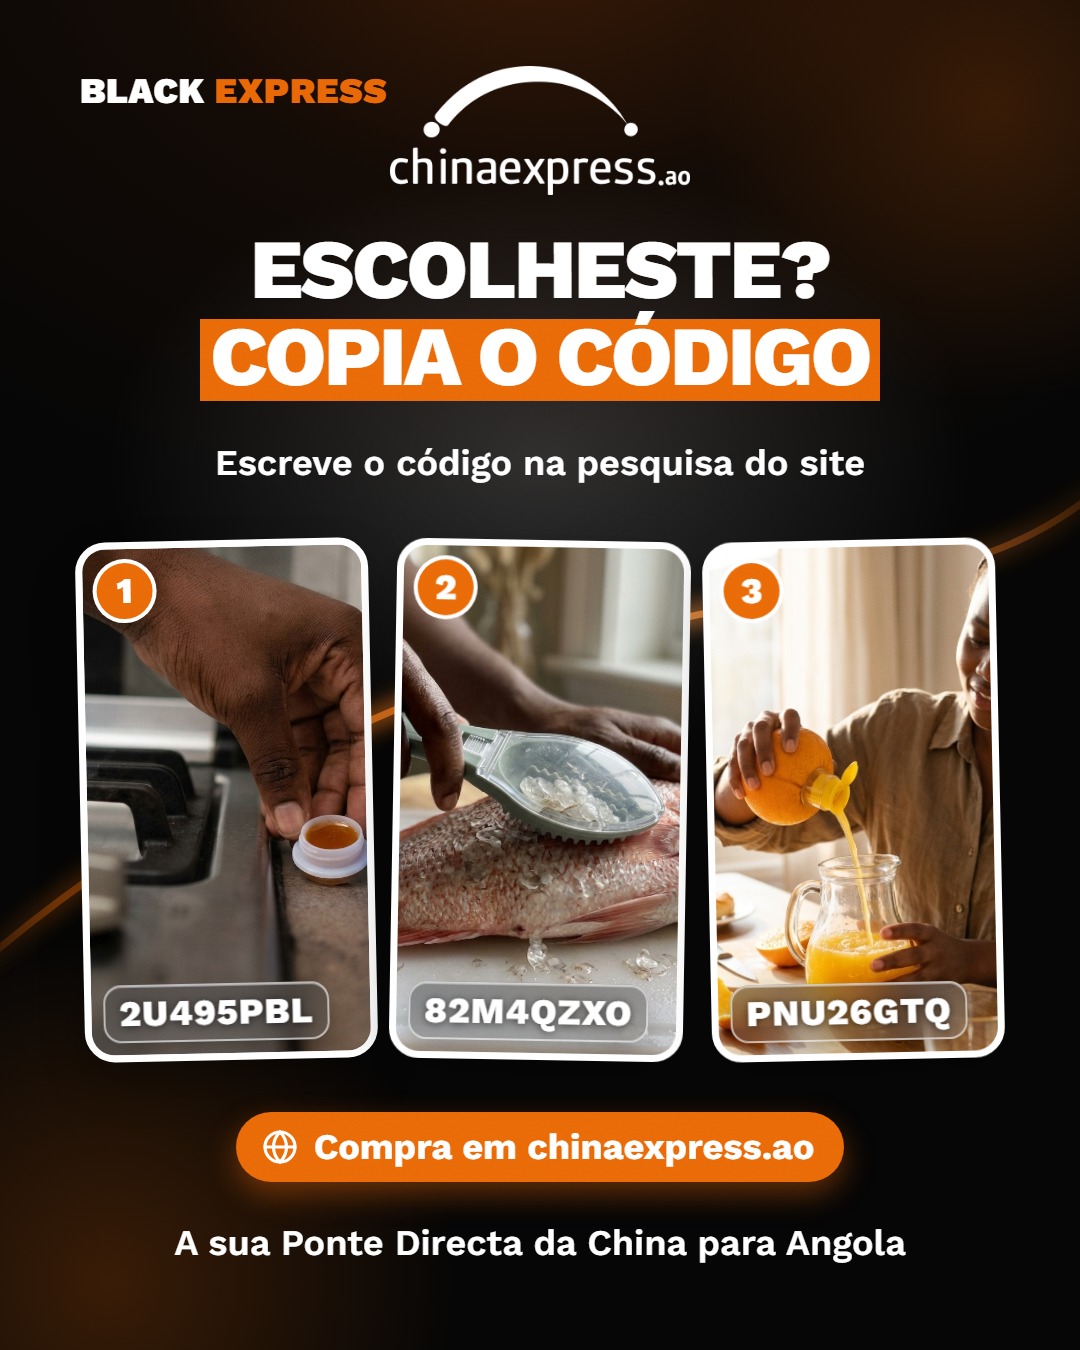 BLACK EXPRESS
chinaexpress.ao
ESCOLHESTE?
COPIA O CÓDIGO
Escreve o código na pesquisa do site
1
2
3
2U495PBL
82M4QZXO
PNU26GTQ
Compra em chinaexpress.ao
A sua Ponte Directa da China para Angola